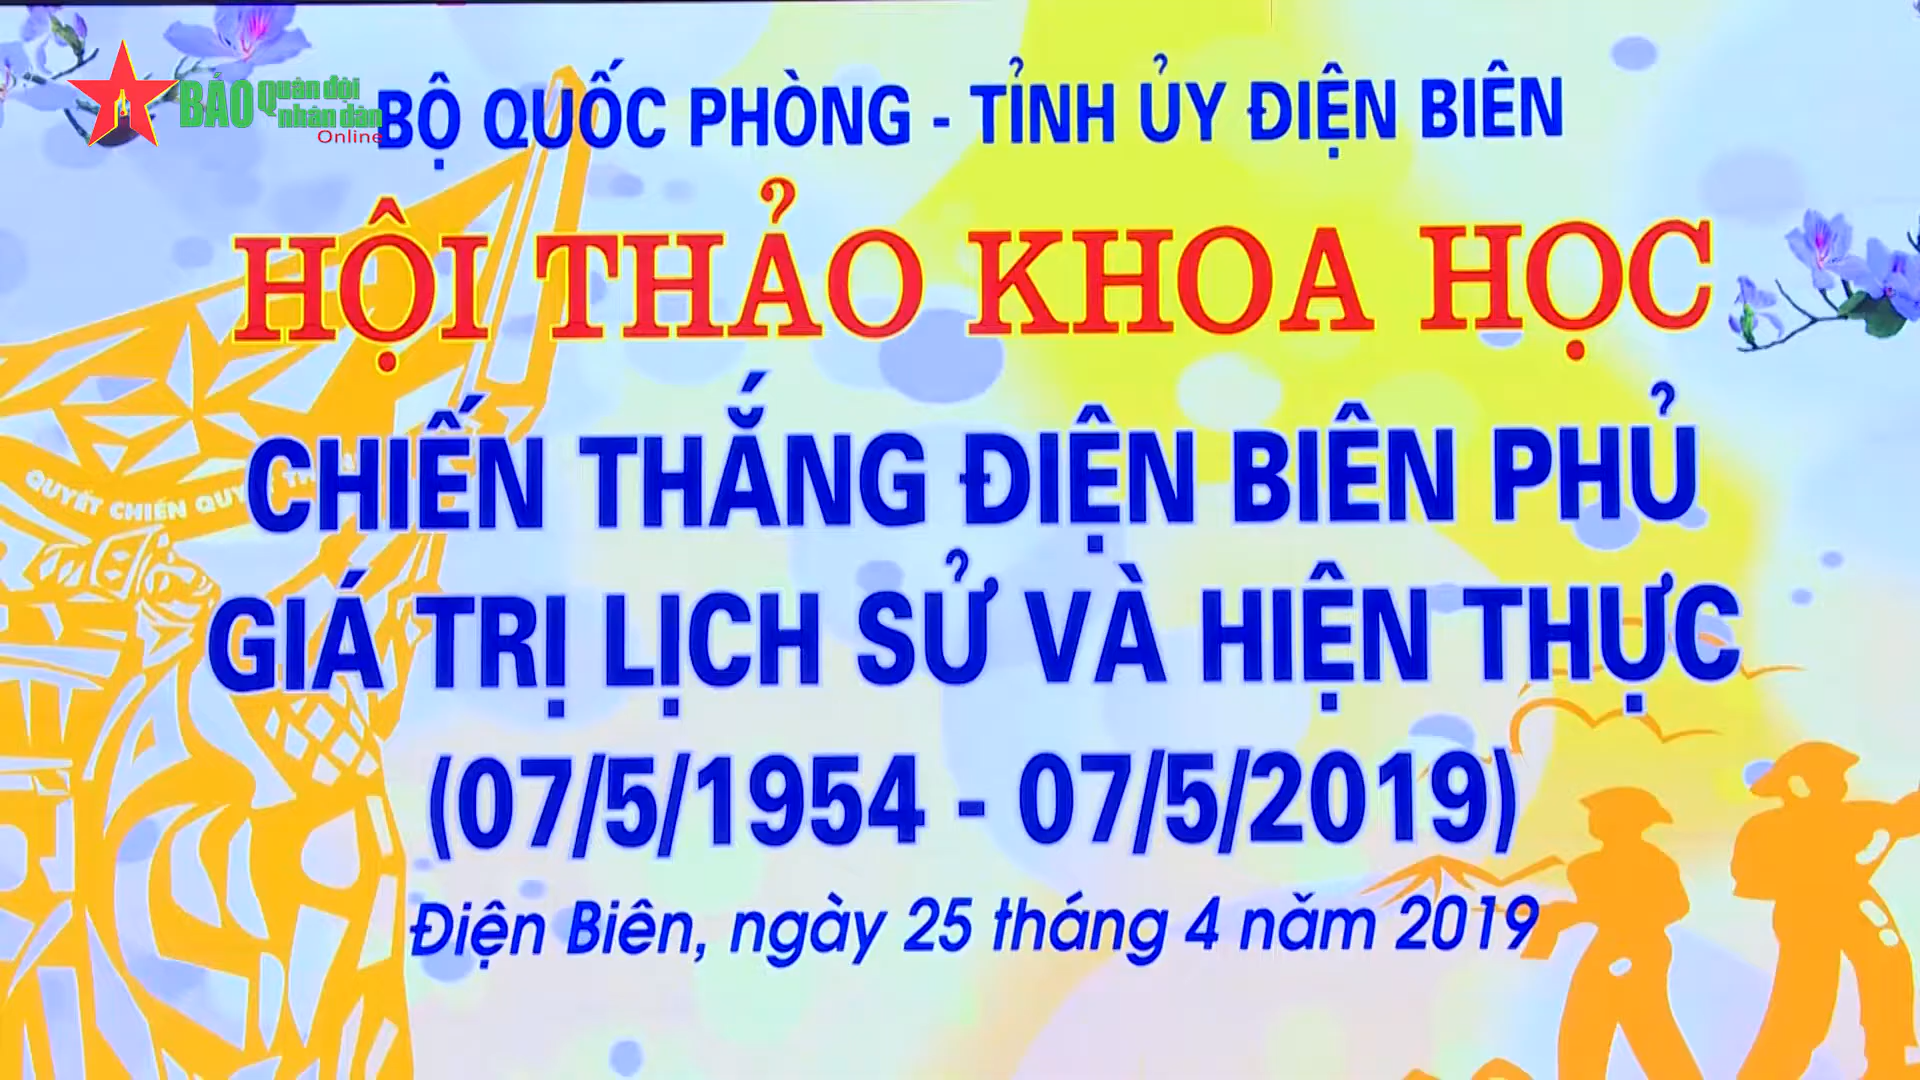 BÁO Quân đội
nhân dân
Online
BỘ QUỐC PHÒNG - TỈNH ỦY ĐIỆN BIÊN
HỘI THẢO KHOA HỌC
CHIẾN THẮNG ĐIỆN BIÊN PHỦ
QUYẾT CHIẾN
GIÁ TRỊ LỊCH SỬ VÀ HIỆN THỰC
(07/5/1954 - 07/5/2019)
Điện Biên, ngày 25 tháng 4 năm 2019